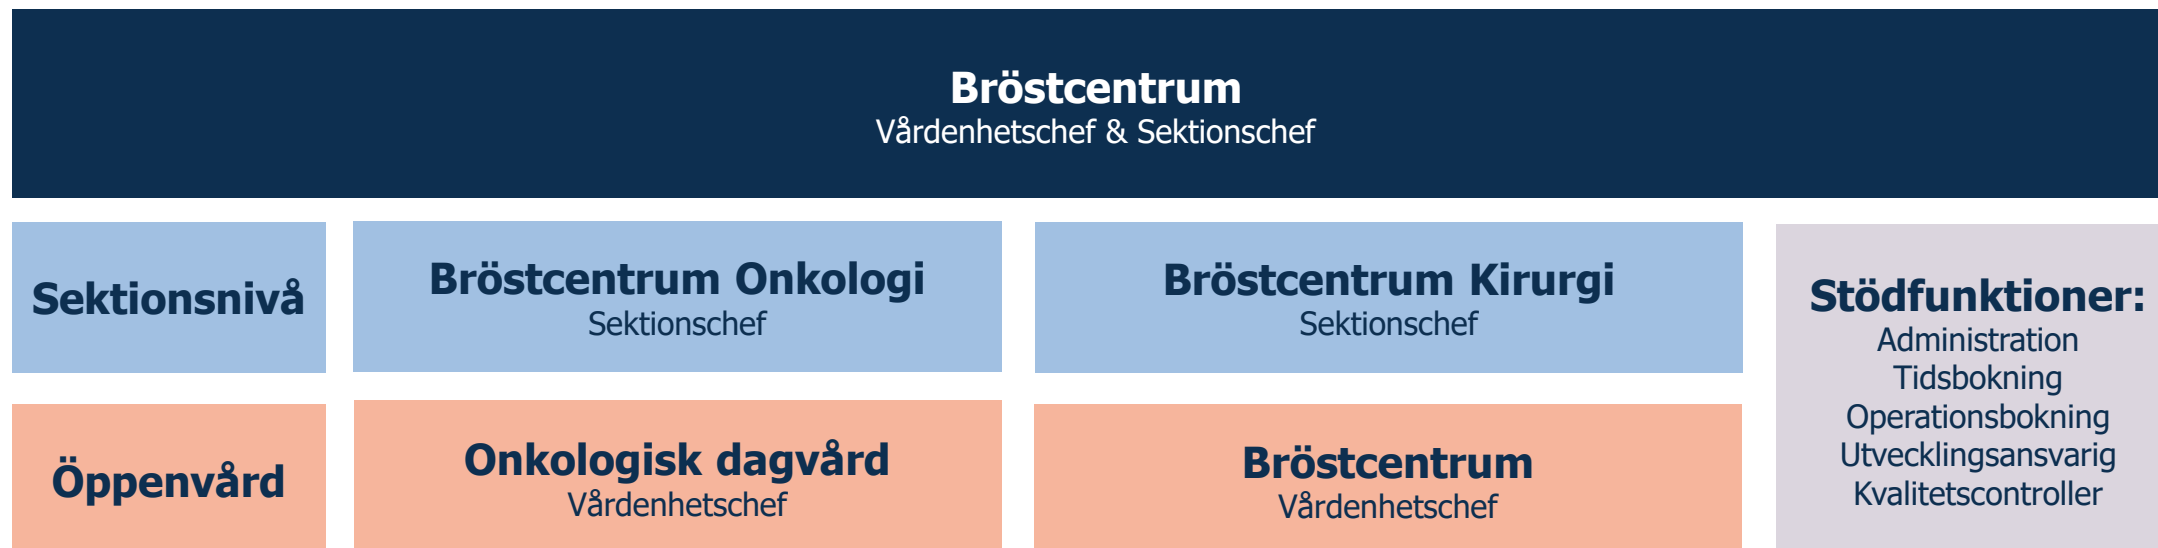 Bröstcentrum
Vårdenhetschef & Sektionschef
Sektionsnivå
Bröstcentrum Onkologi
Sektionschef
Bröstcentrum Kirurgi
Sektionschef
Öppenvård
Onkologisk dagvård
Vårdenhetschef
Bröstcentrum
Vårdenhetschef
Stödfunktioner:
Administration
Tidsbokning
Operationsbokning
Utvecklingsansvarig
Kvalitetscontroller